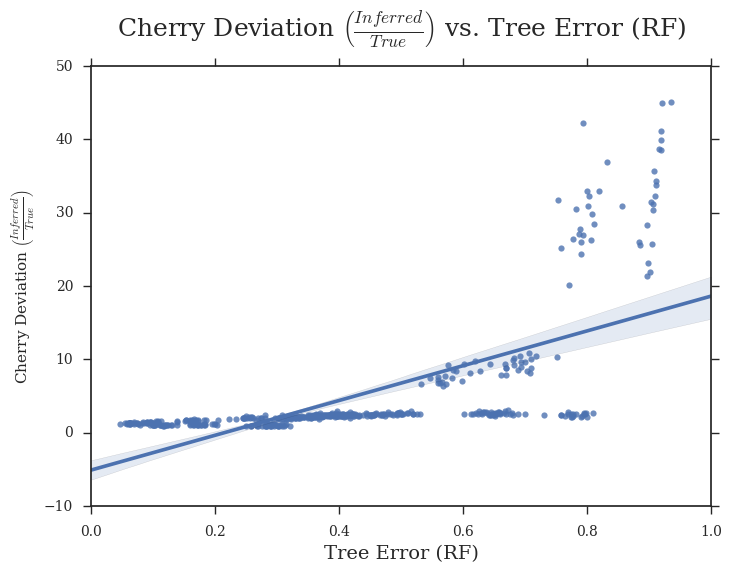 Cherry Deviation (Inferred/True) vs. Tree Error (RF)
50
40
30
20
10
0
−10
Cherry Deviation (Inferred/True)
0.0 0.2 0.4 0.6 0.8 1.0
Tree Error (RF)